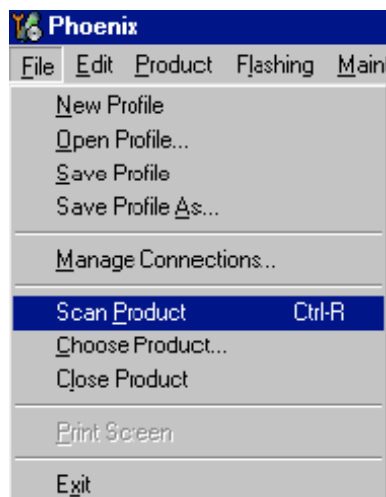 Phoenix
File Edit Product Flashing Main
New Profile
Open Profile...
Save Profile
Save Profile As...
Manage Connections...
Scan Product Ctrl-R
Choose Product...
Close Product
Print Screen
Exit